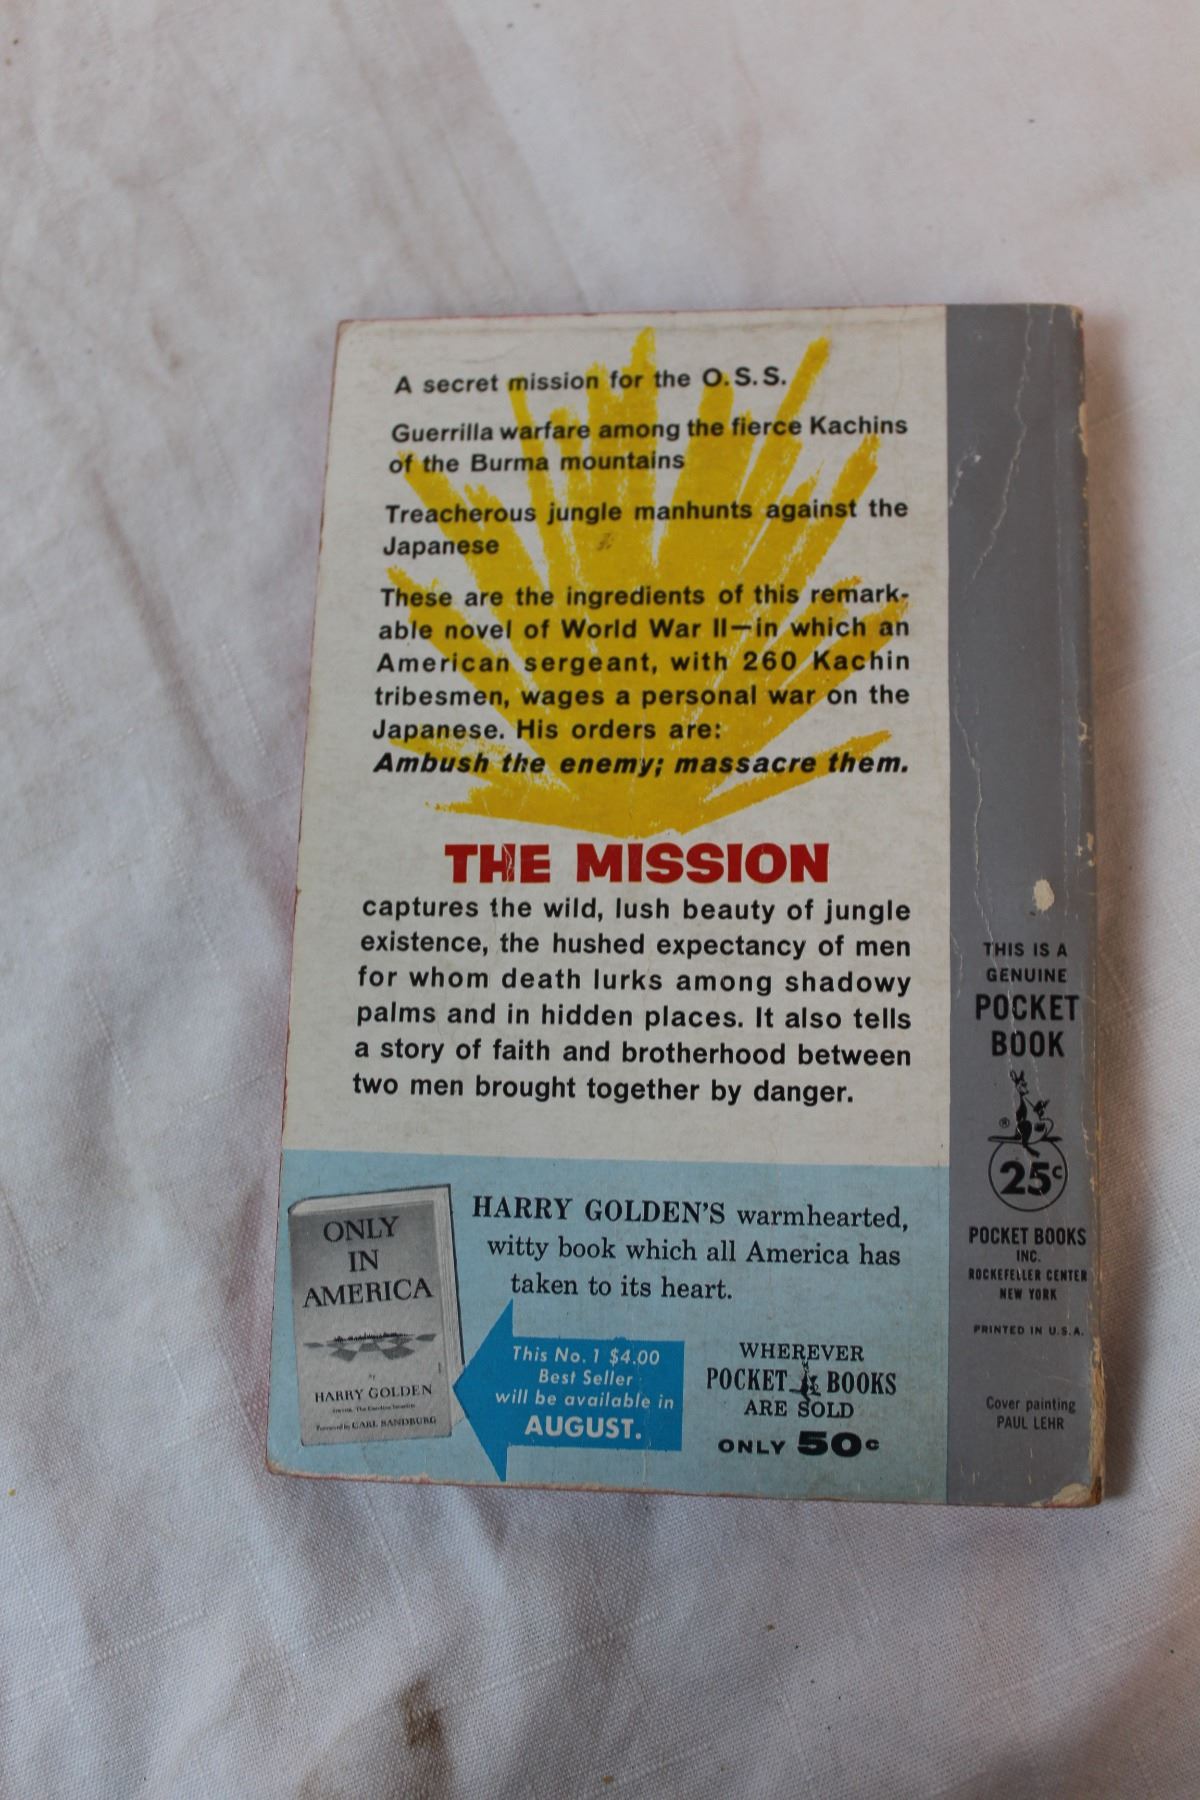 A secret mission for the O.S.S.
Guerrilla warfare among the fierce Kachins
of the Burma mountains
Treacherous jungle manhunts against the
Japanese
These are the ingredients of this remark-
able novel of World War II—in which an
American sergeant, with 260 Kachin
tribesmen, wages a personal war on the
Japanese. His orders are:
Ambush the enemy; massacre them.
THE MISSION
captures the wild, lush beauty of jungle
existence, the hushed expectancy of men
for whom death lurks among shadowy
palms and in hidden places. It also tells
a story of faith and brotherhood between
two men brought together by danger.
ONLY
IN
AMERICA
by
HARRY GOLDEN
Foreword by CARL SANDBURG
HARRY GOLDEN'S warmhearted,
witty book which all America has
taken to its heart.
This No. 1 $4.00
Best Seller
will be available in
AUGUST.
WHEREVER
POCKET BOOKS
ARE SOLD
ONLY 50c
THIS IS A
GENUINE
POCKET
BOOK
®
25c
POCKET BOOKS
INC.
ROCKEFELLER CENTER
NEW YORK
PRINTED IN U.S.A.
Cover painting
PAUL LEHR